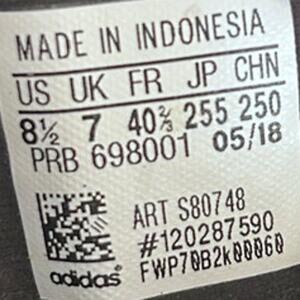 MADE IN INDONESIA
US UK FR JP CHN
8½ 7 40⅔ 255 250
PRB 698001 05/18
ART S80748
#120287590
FWP70B2k00060
adidas